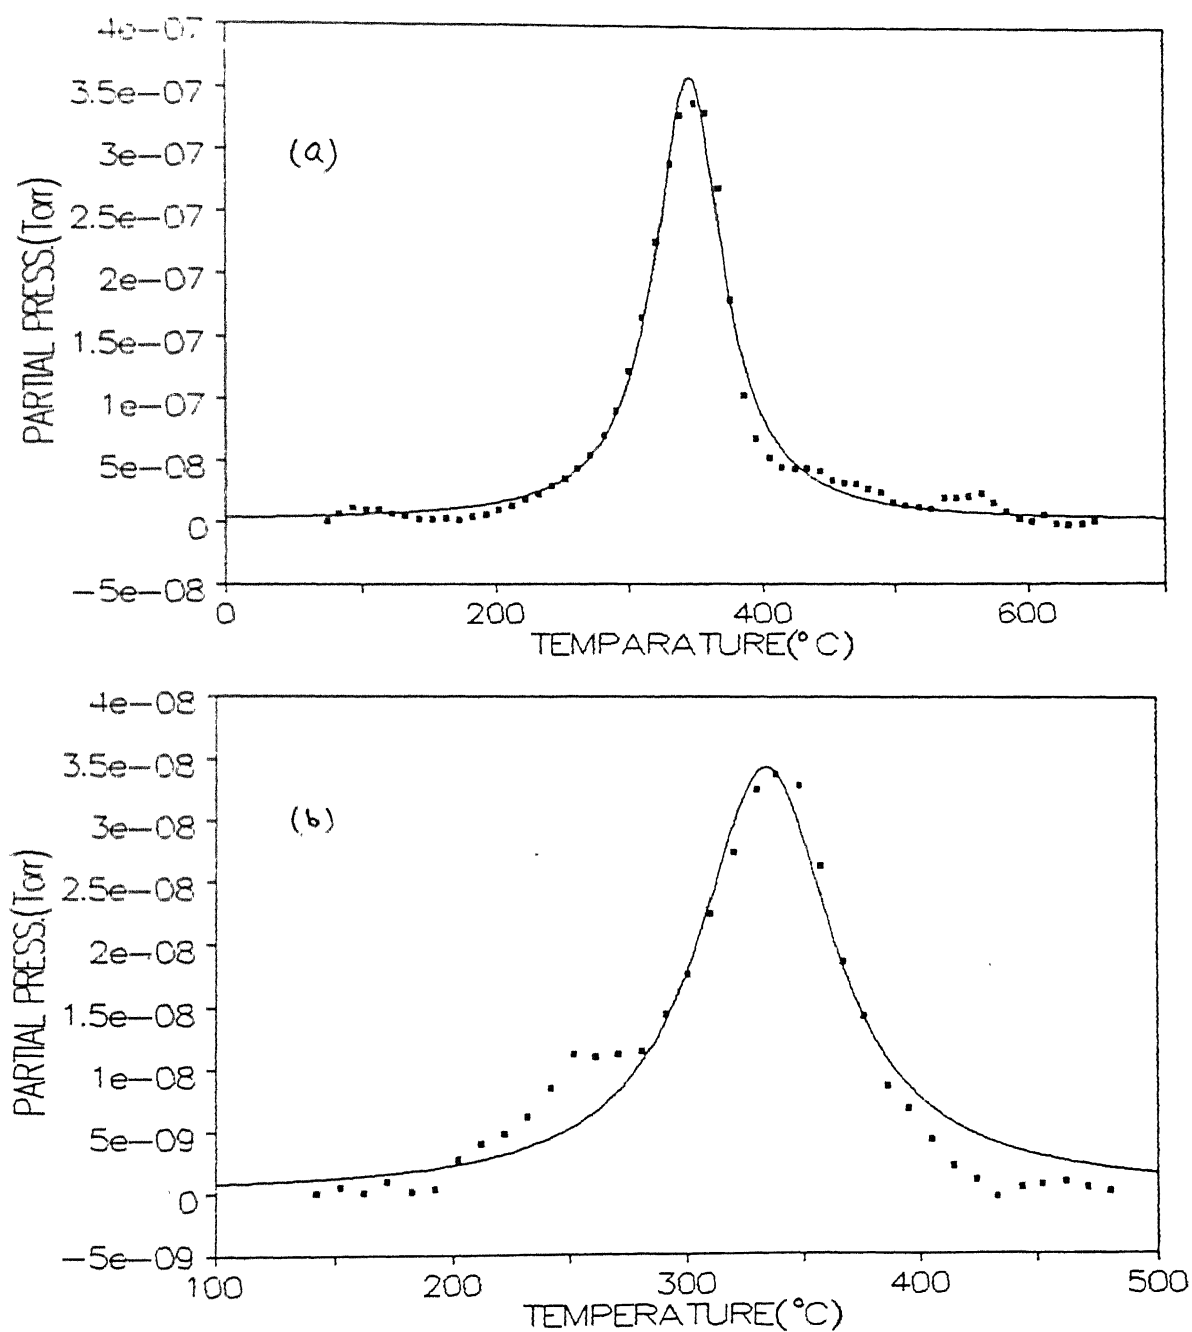 4e-07
3.5e-07
(a)
3e-07
2.5e-07
2e-07
1.5e-07
1e-07
5e-08
0
-5e-08
PARTIAL PRESS.(Torr)
0 200 400 600
TEMPARATURE(°C)
4e-08
3.5e-08
(b)
3e-08
2.5e-08
2e-08
1.5e-08
1e-08
5e-09
0
-5e-09
PARTIAL PRESS.(Torr)
100 200 300 400 500
TEMPERATURE(°C)